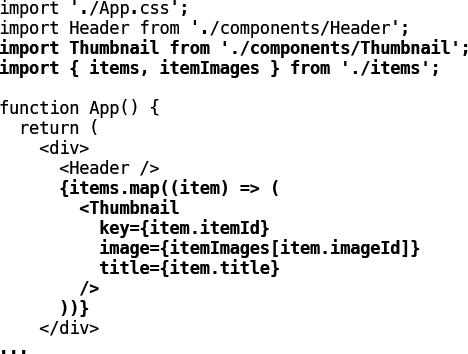 import './App.css';
import Header from './components/Header';
import Thumbnail from './components/Thumbnail';
import { items, itemImages } from './items';

function App() {
  return (
    <div>
      <Header />
      {items.map((item) => (
        <Thumbnail
          key={item.itemId}
          image={itemImages[item.imageId]}
          title={item.title}
        />
      ))}
    </div>
...